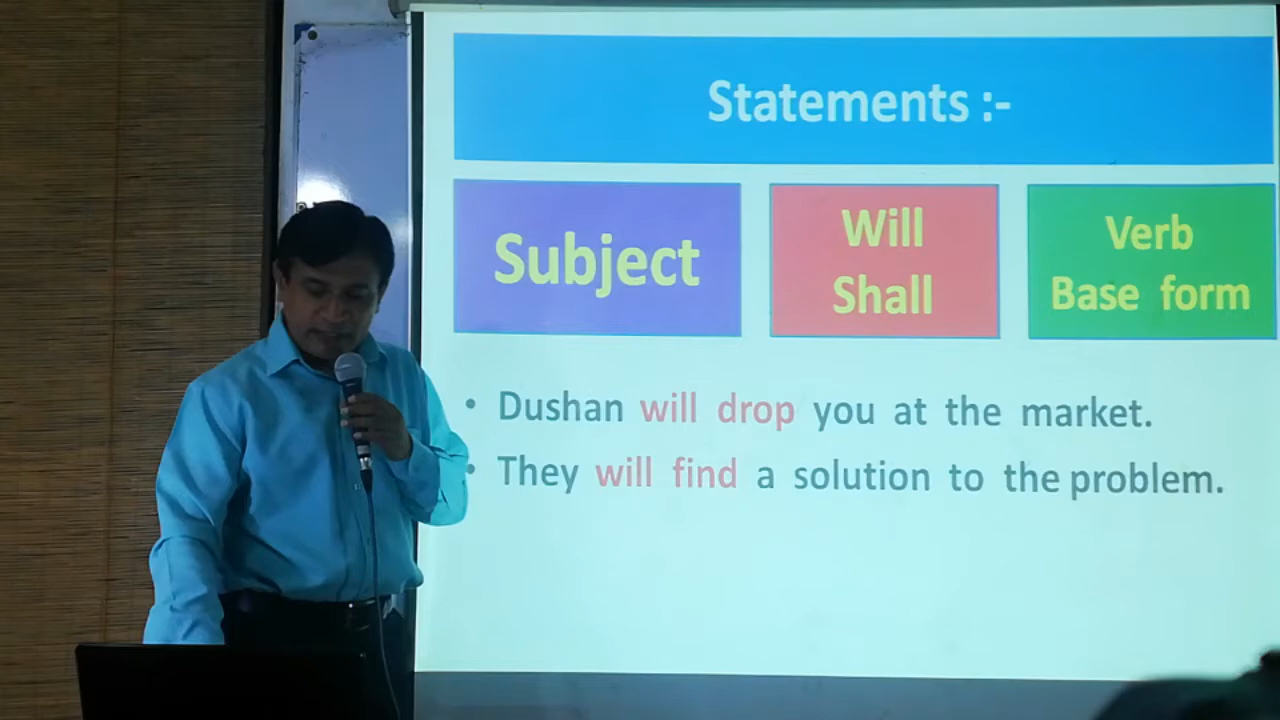 Statements :-
Subject
Will
Shall
Verb
Base form
• Dushan will drop you at the market.
• They will find a solution to the problem.